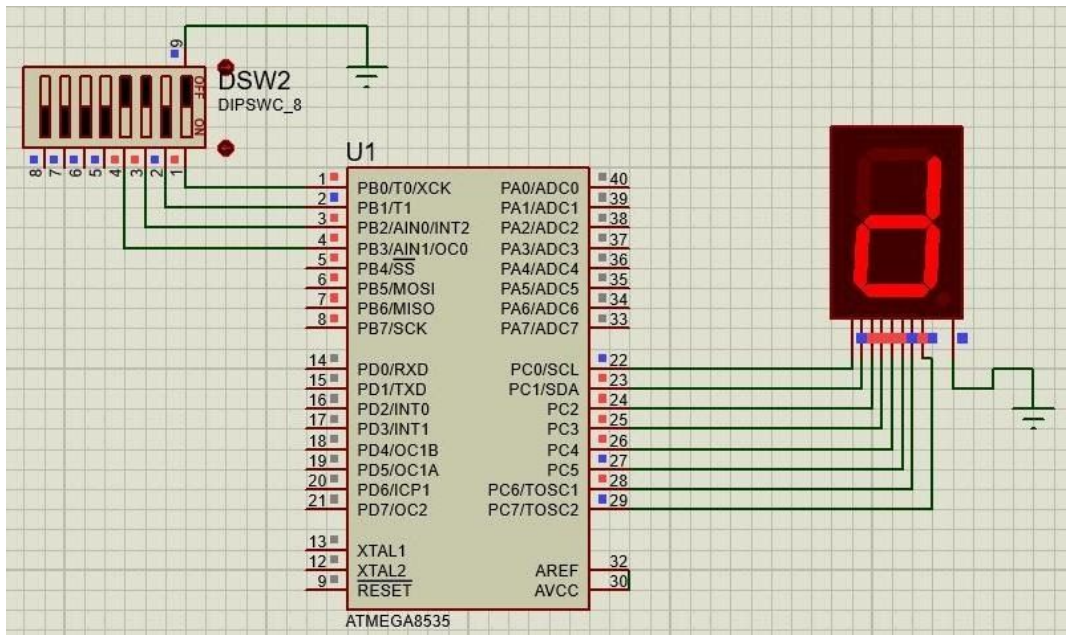 9
OFF
ON
DSW2
DIPSWC_8
8 7 6 5 4 3 2 1
U1
1 PB0/T0/XCK PA0/ADC0 40
2 PB1/T1 PA1/ADC1 39
3 PB2/AIN0/INT2 PA2/ADC2 38
4 PB3/AIN1/OC0 PA3/ADC3 37
5 PB4/SS PA4/ADC4 36
6 PB5/MOSI PA5/ADC5 35
7 PB6/MISO PA6/ADC6 34
8 PB7/SCK PA7/ADC7 33
14 PD0/RXD PC0/SCL 22
15 PD1/TXD PC1/SDA 23
16 PD2/INT0 PC2 24
17 PD3/INT1 PC3 25
18 PD4/OC1B PC4 26
19 PD5/OC1A PC5 27
20 PD6/ICP1 PC6/TOSC1 28
21 PD7/OC2 PC7/TOSC2 29
13 XTAL1
12 XTAL2 AREF 32
9 RESET AVCC 30
ATMEGA8535
d